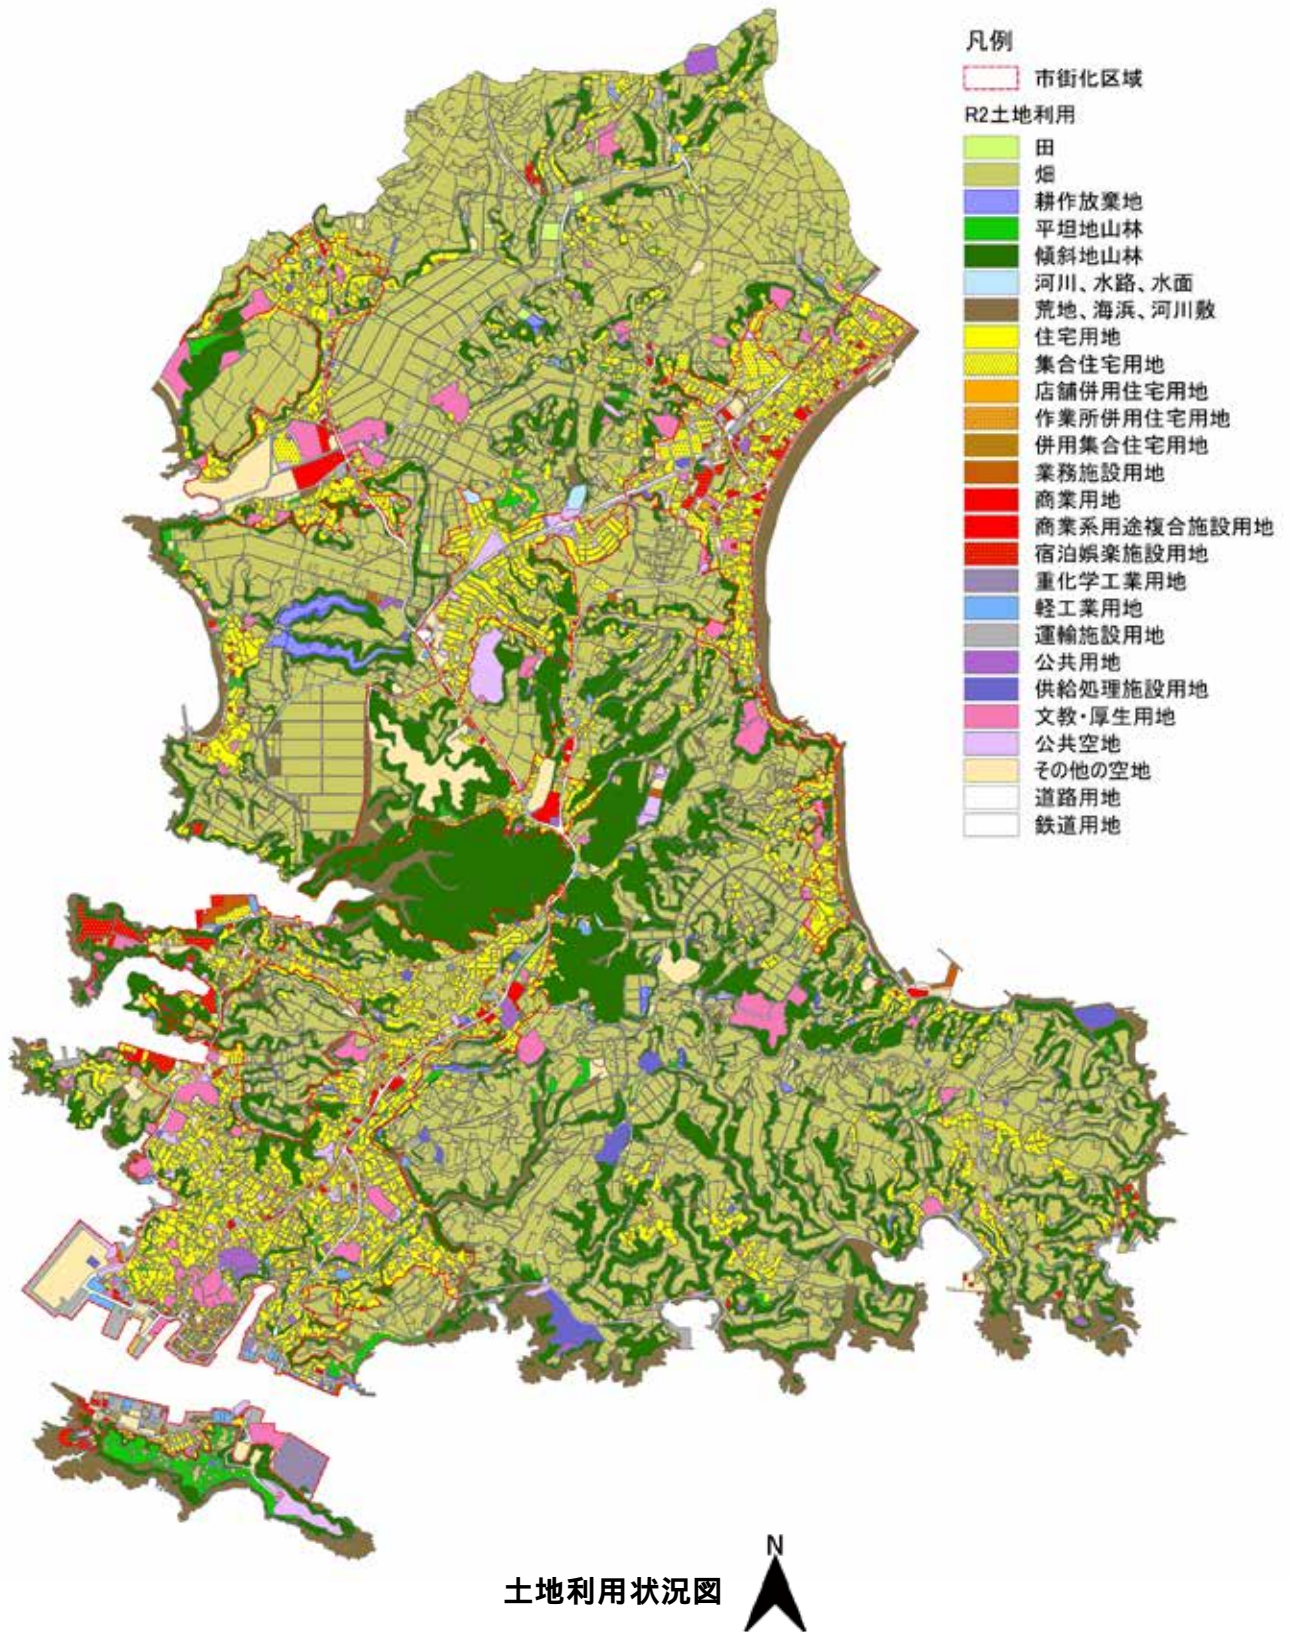 凡例
市街化区域
R2土地利用
田
畑
耕作放棄地
平坦地山林
傾斜地山林
河川、水路、水面
荒地、海浜、河川敷
住宅用地
集合住宅用地
店舗併用住宅用地
作業所併用住宅用地
併用集合住宅用地
業務施設用地
商業用地
商業系用途複合施設用地
宿泊娯楽施設用地
重化学工業用地
軽工業用地
運輸施設用地
公共用地
供給処理施設用地
文教・厚生用地
公共空地
その他の空地
道路用地
鉄道用地
N
土地利用状況図